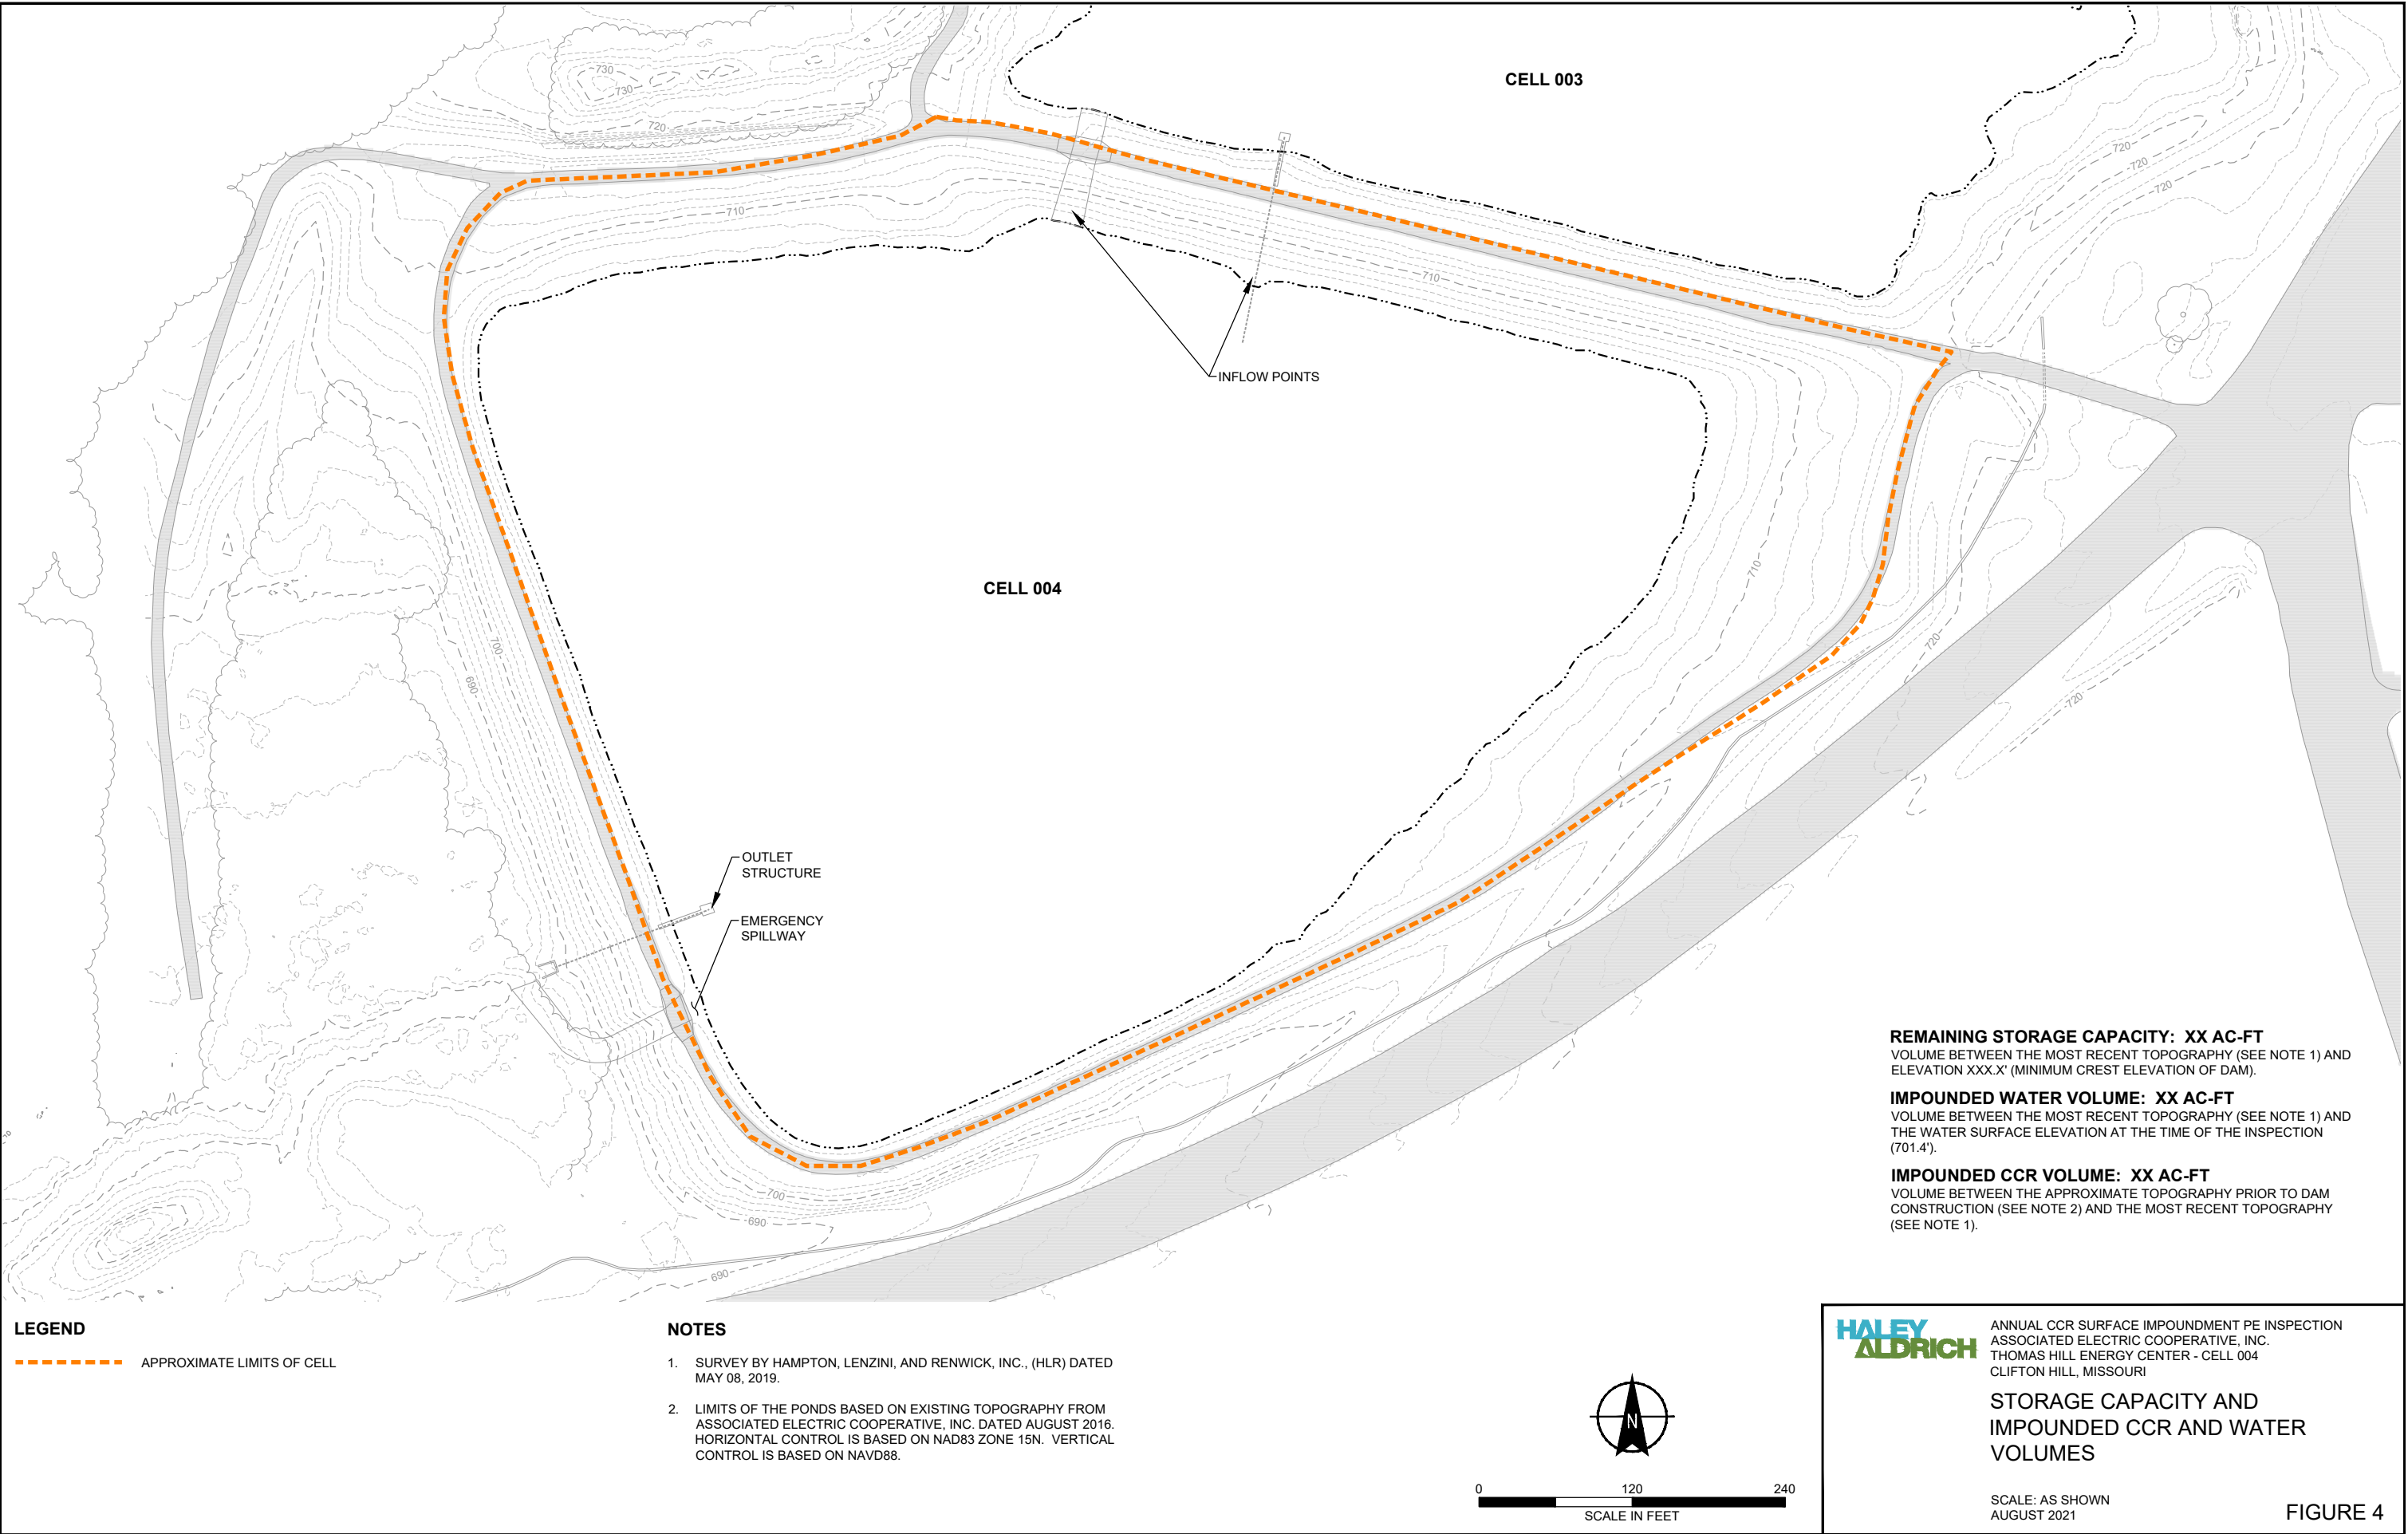 CELL 003
730
730
720
720
720
720
710
710
INFLOW POINTS
CELL 004
710
700
690
720
720
OUTLET
STRUCTURE
EMERGENCY
SPILLWAY
700
690
690
REMAINING STORAGE CAPACITY: XX AC-FT
VOLUME BETWEEN THE MOST RECENT TOPOGRAPHY (SEE NOTE 1) AND
ELEVATION XXX.X' (MINIMUM CREST ELEVATION OF DAM).
IMPOUNDED WATER VOLUME: XX AC-FT
VOLUME BETWEEN THE MOST RECENT TOPOGRAPHY (SEE NOTE 1) AND
THE WATER SURFACE ELEVATION AT THE TIME OF THE INSPECTION
(701.4').
IMPOUNDED CCR VOLUME: XX AC-FT
VOLUME BETWEEN THE APPROXIMATE TOPOGRAPHY PRIOR TO DAM
CONSTRUCTION (SEE NOTE 2) AND THE MOST RECENT TOPOGRAPHY
(SEE NOTE 1).
LEGEND
APPROXIMATE LIMITS OF CELL
NOTES
1. SURVEY BY HAMPTON, LENZINI, AND RENWICK, INC., (HLR) DATED
MAY 08, 2019.
2. LIMITS OF THE PONDS BASED ON EXISTING TOPOGRAPHY FROM
ASSOCIATED ELECTRIC COOPERATIVE, INC. DATED AUGUST 2016.
HORIZONTAL CONTROL IS BASED ON NAD83 ZONE 15N. VERTICAL
CONTROL IS BASED ON NAVD88.
N
0 120 240
SCALE IN FEET
HALEY
ALDRICH
ANNUAL CCR SURFACE IMPOUNDMENT PE INSPECTION
ASSOCIATED ELECTRIC COOPERATIVE, INC.
THOMAS HILL ENERGY CENTER - CELL 004
CLIFTON HILL, MISSOURI
STORAGE CAPACITY AND
IMPOUNDED CCR AND WATER
VOLUMES
SCALE: AS SHOWN
AUGUST 2021
FIGURE 4